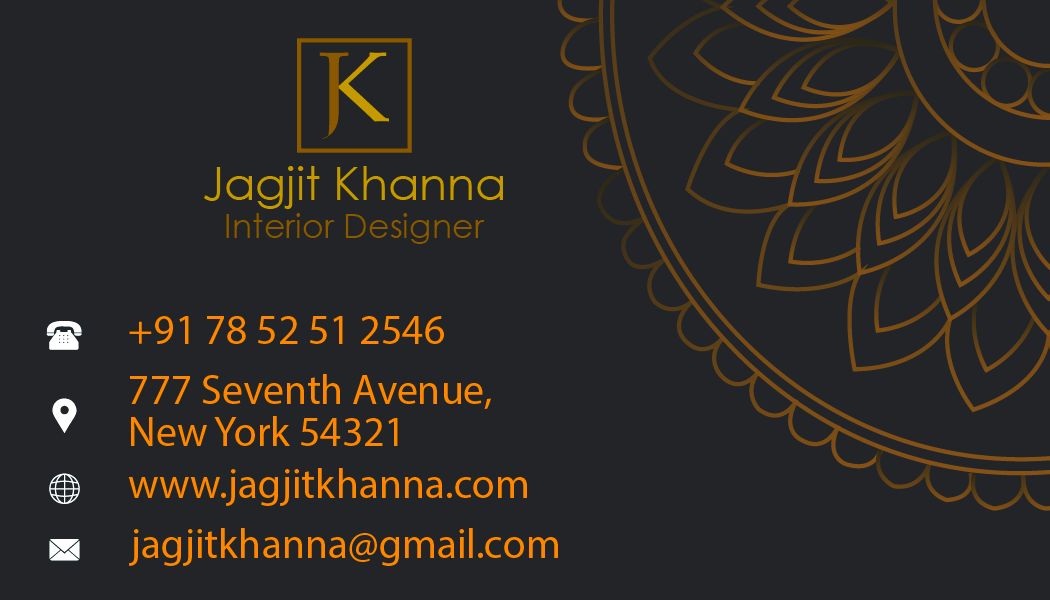 JK
Jagjit Khanna
Interior Designer
+91 78 52 51 2546
777 Seventh Avenue,
New York 54321
www.jagjitkhanna.com
jagjitkhanna@gmail.com